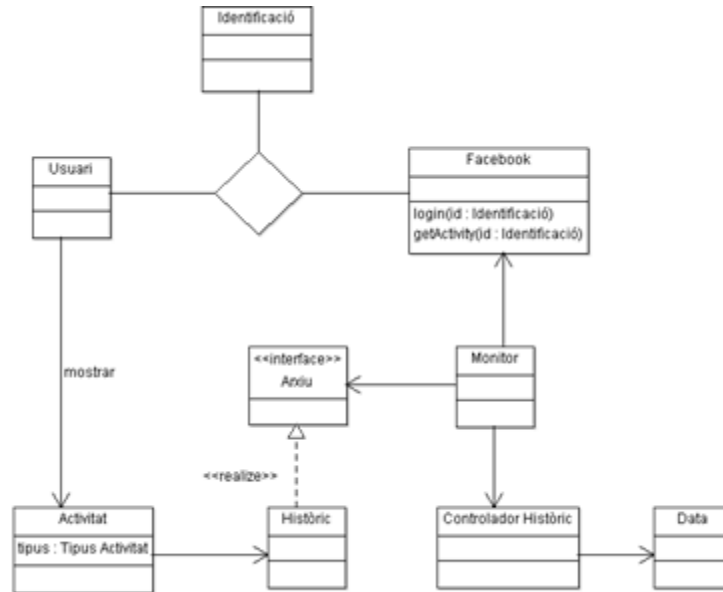 Identificació
Usuari
Facebook
login(id : Identificació)
getActivity(id : Identificació)
mostrar
<<interface>>
Arxiu
Monitor
<<realize>>
Activitat
tipus : Tipus Activitat
Històric
Controlador Històric
Data